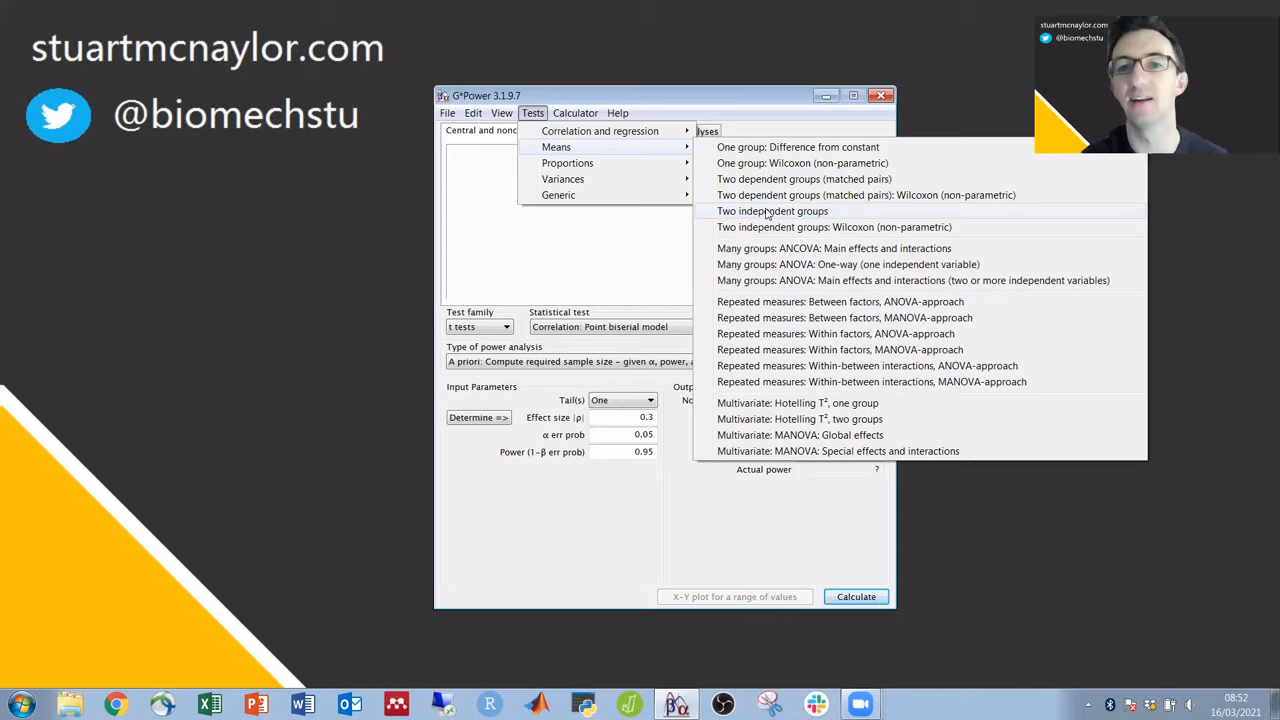 stuartmcnaylor.com
@biomechstu
stuartmcnaylor.com
@biomechstu
G*Power 3.1.9.7
File Edit View Tests Calculator Help
Central and nonc
lyses
Correlation and regression
Means
Proportions
Variances
Generic
One group: Difference from constant
One group: Wilcoxon (non-parametric)
Two dependent groups (matched pairs)
Two dependent groups (matched pairs): Wilcoxon (non-parametric)
Two independent groups
Two independent groups: Wilcoxon (non-parametric)
Many groups: ANCOVA: Main effects and interactions
Many groups: ANOVA: One-way (one independent variable)
Many groups: ANOVA: Main effects and interactions (two or more independent variables)
Repeated measures: Between factors, ANOVA-approach
Repeated measures: Between factors, MANOVA-approach
Repeated measures: Within factors, ANOVA-approach
Repeated measures: Within factors, MANOVA-approach
Repeated measures: Within-between interactions, ANOVA-approach
Repeated measures: Within-between interactions, MANOVA-approach
Multivariate: Hotelling T², one group
Multivariate: Hotelling T², two groups
Multivariate: MANOVA: Global effects
Multivariate: MANOVA: Special effects and interactions
Test family Statistical test
t tests Correlation: Point biserial model
Type of power analysis
A priori: Compute required sample size - given α, power, a
Input Parameters Outp
Tail(s) One No
Determine => Effect size |ρ| 0.3
α err prob 0.05
Power (1-β err prob) 0.95
Actual power ?
X-Y plot for a range of values Calculate
08:52
16/03/2021